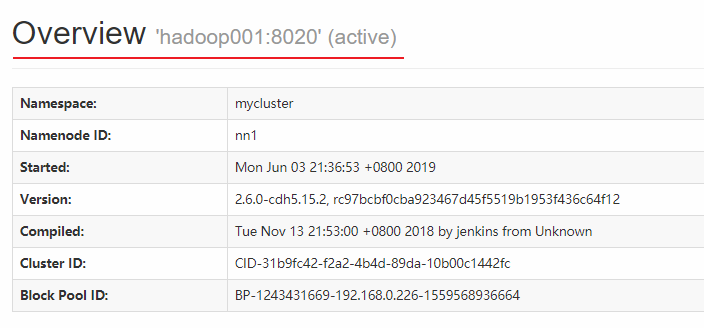 Overview 'hadoop001:8020' (active)
Namespace: mycluster
Namenode ID: nn1
Started: Mon Jun 03 21:36:53 +0800 2019
Version: 2.6.0-cdh5.15.2, rc97bcbf0cba923467d45f5519b1953f436c64f12
Compiled: Tue Nov 13 21:53:00 +0800 2018 by jenkins from Unknown
Cluster ID: CID-31b9fc42-f2a2-4b4d-89da-10b00c1442fc
Block Pool ID: BP-1243431669-192.168.0.226-1559568936664